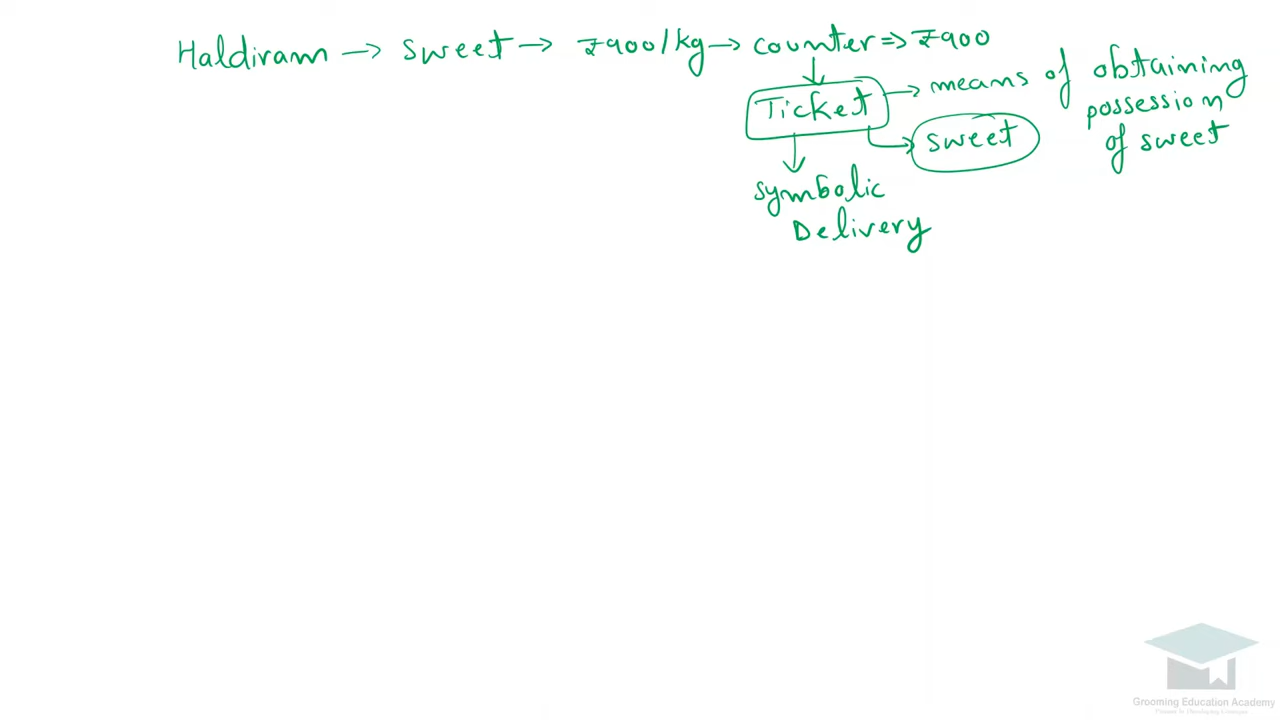 Haldiram → sweet → ₹900/kg → counter ⇒ ₹900
Ticket → means of obtaining
possession
of sweet
sweet
symbolic
Delivery
Grooming Education Academy